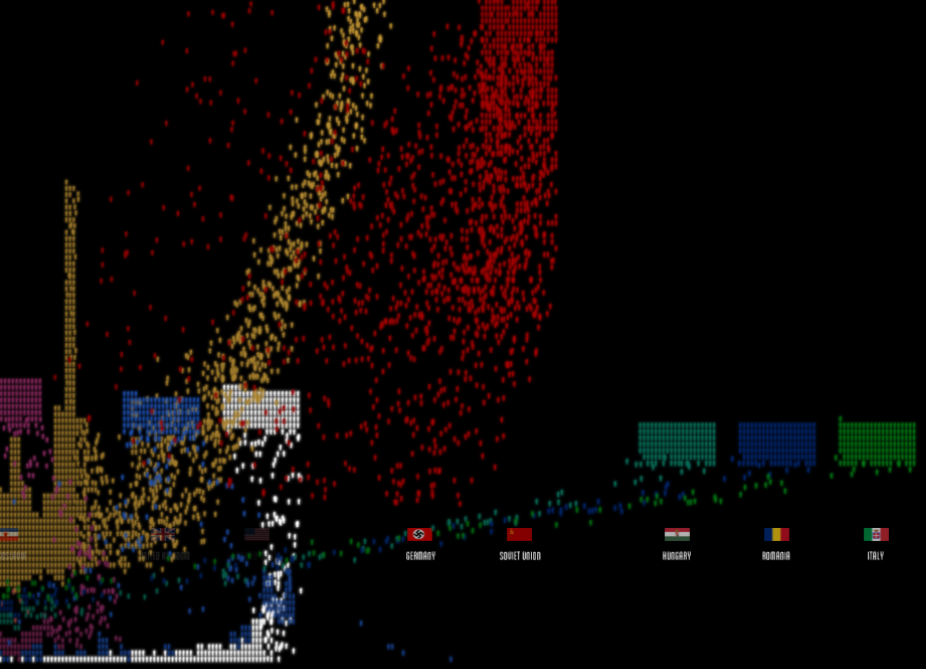 GERMANY
SOVIET UNION
HUNGARY
ROMANIA
ITALY